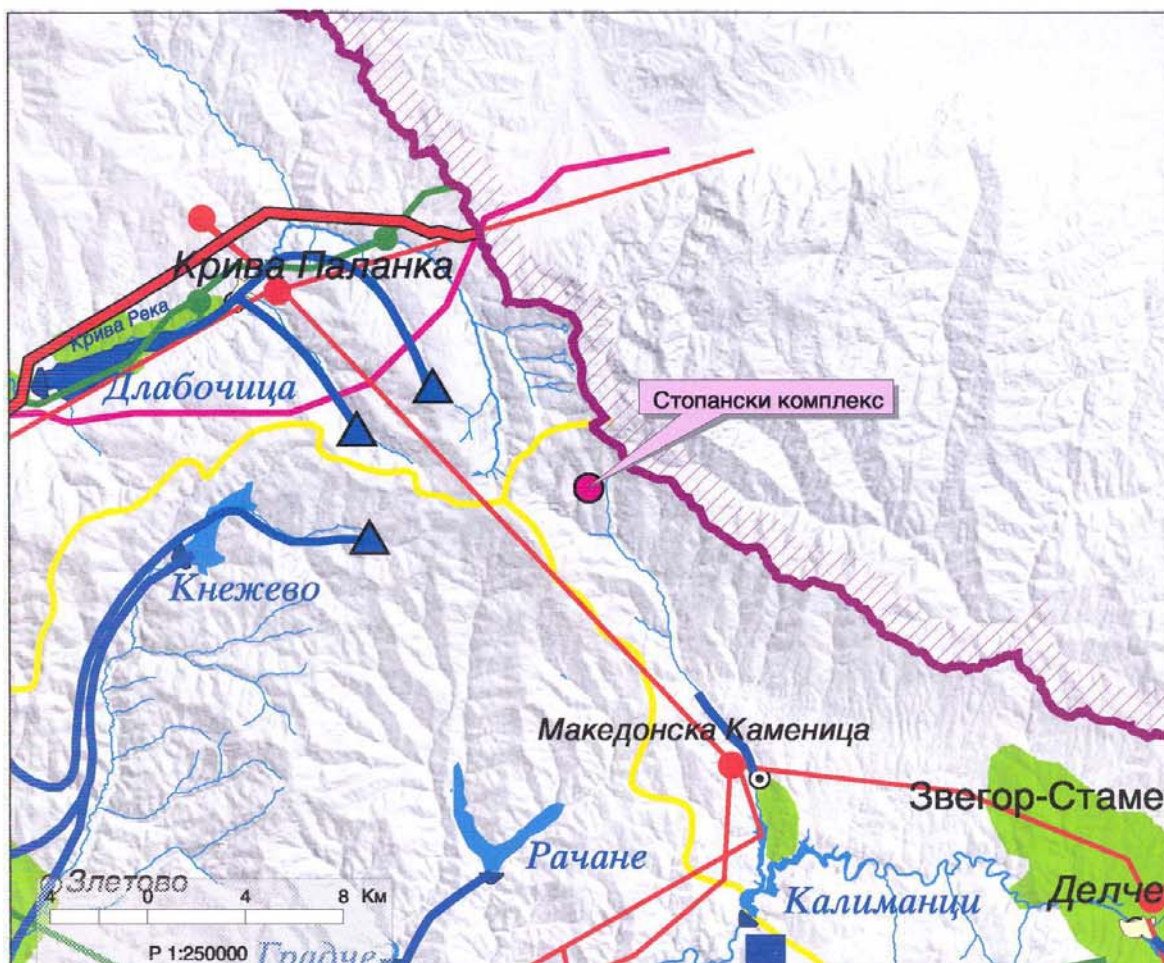 Крива Паланка
Крива Река
Длабочица
Стопански комплекс
Кнежево
Македонска Каменица
Звегор-Стаме
Рачане
Злетово
Калиманци
Делче
4 0 4 8 Км
Р 1:250000
Градче